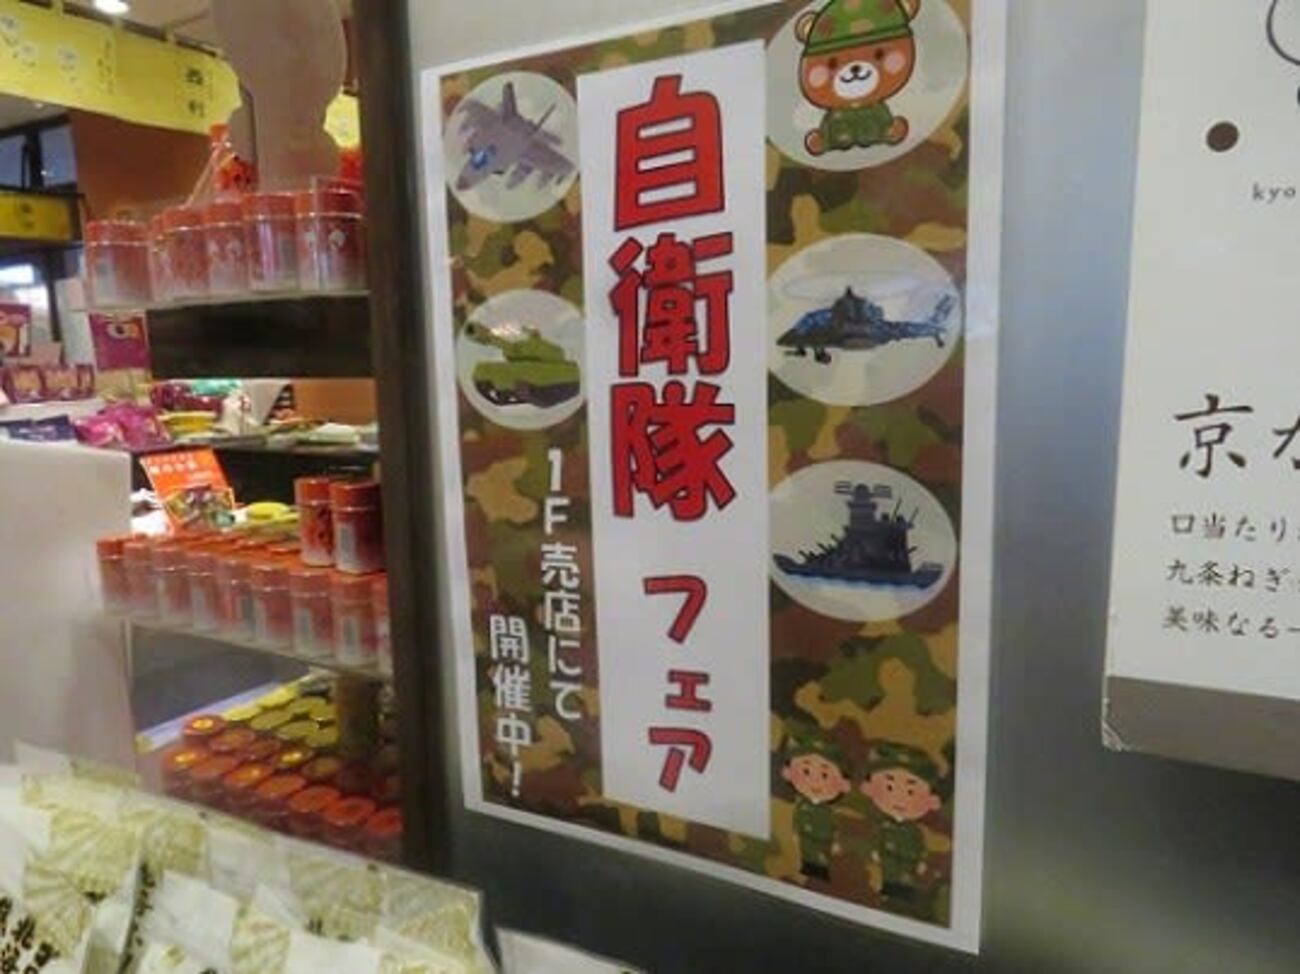 自衛隊 フェア
1F売店にて
開催中!
kyo
京
口当たり
九条ねぎ
美味なる